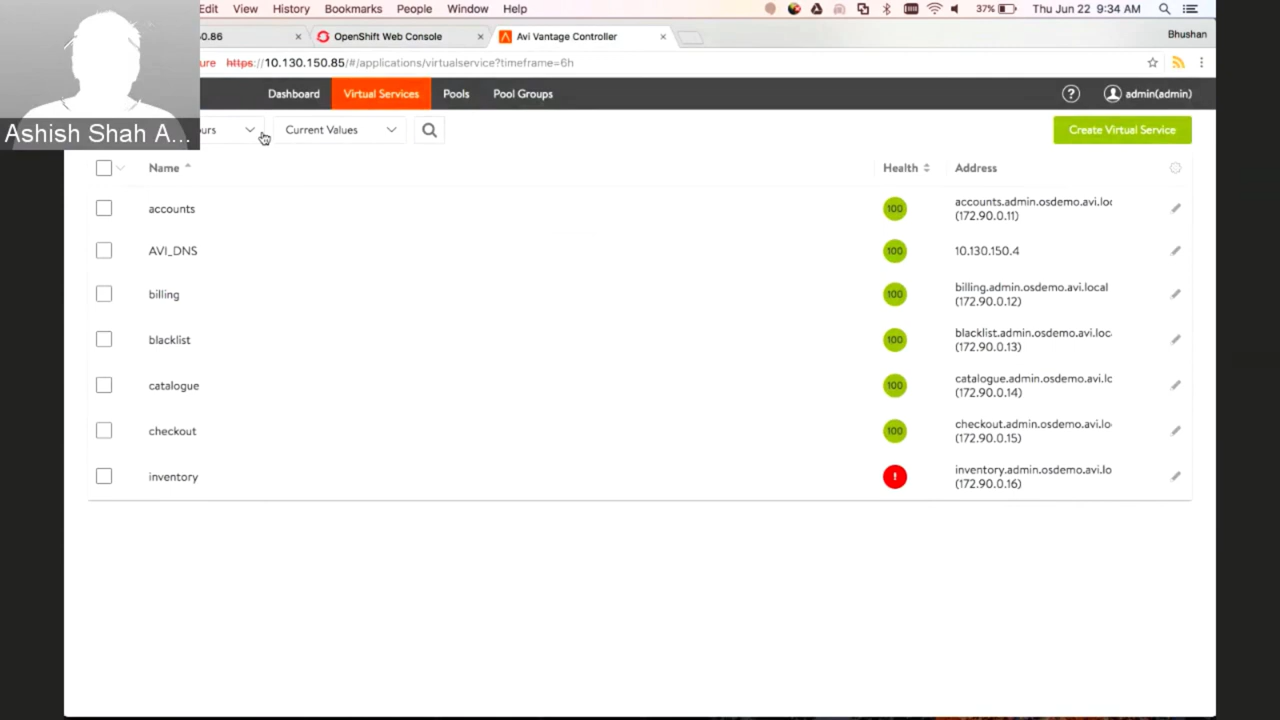 Edit View History Bookmarks People Window Help 37% Thu Jun 22 9:34 AM
50.86 OpenShift Web Console Avi Vantage Controller Bhushan
ure https://10.130.150.85/#/applications/virtualservice?timeframe=6h
Dashboard Virtual Services Pools Pool Groups ? admin(admin)
Ashish Shah A... ours Current Values Create Virtual Service
Name Health Address
accounts 100 accounts.admin.osdemo.avi.loc
(172.90.0.11)
AVI_DNS 100 10.130.150.4
billing 100 billing.admin.osdemo.avi.local
(172.90.0.12)
blacklist 100 blacklist.admin.osdemo.avi.loc
(172.90.0.13)
catalogue 100 catalogue.admin.osdemo.avi.lc
(172.90.0.14)
checkout 100 checkout.admin.osdemo.avi.lo
(172.90.0.15)
inventory ! inventory.admin.osdemo.avi.lo
(172.90.0.16)